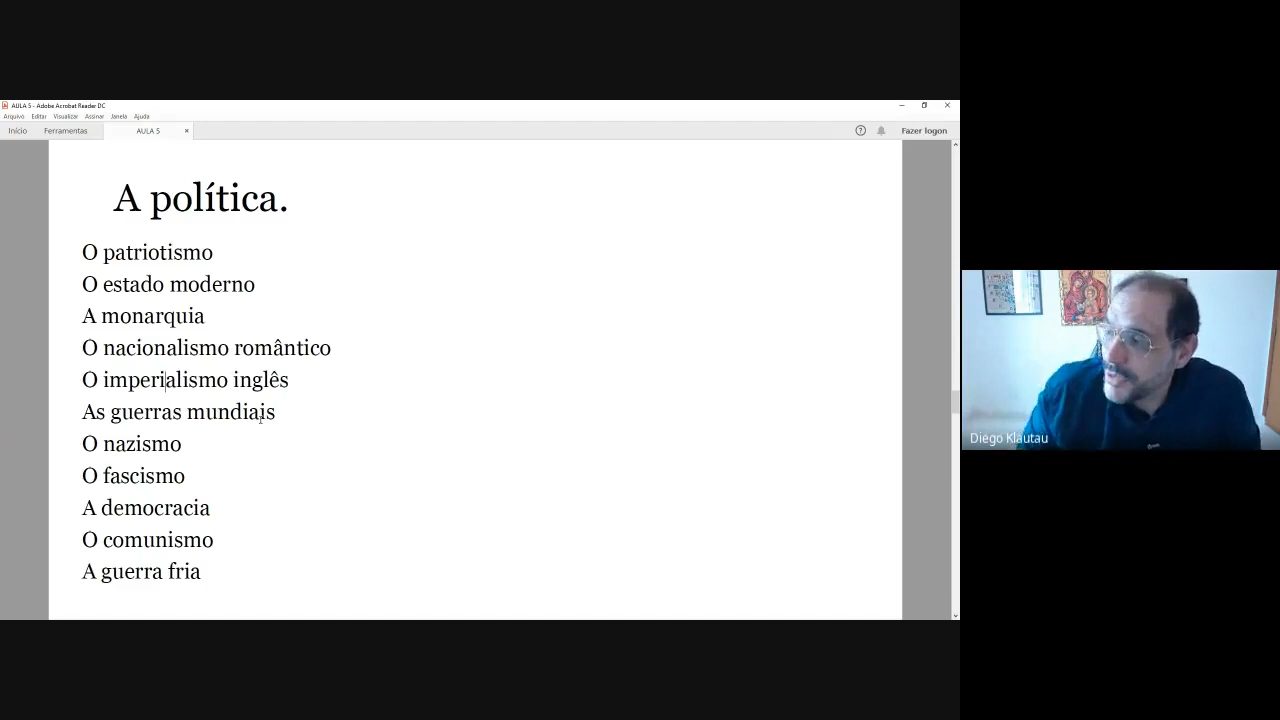 AULA 5 - Adobe Acrobat Reader DC
Arquivo Editar Visualizar Assinar Janela Ajuda
Início Ferramentas AULA 5 Fazer logon
A política.
O patriotismo
O estado moderno
A monarquia
O nacionalismo romântico
O imperialismo inglês
As guerras mundiais
O nazismo
O fascismo
A democracia
O comunismo
A guerra fria
Diego Klautau